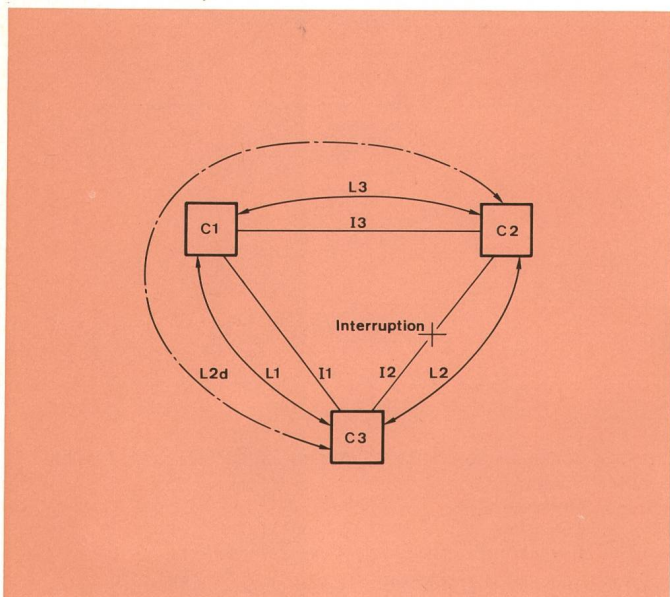 L3
C1
I3
C2
Interruption
L2d
L1
I1
I2
L2
C3